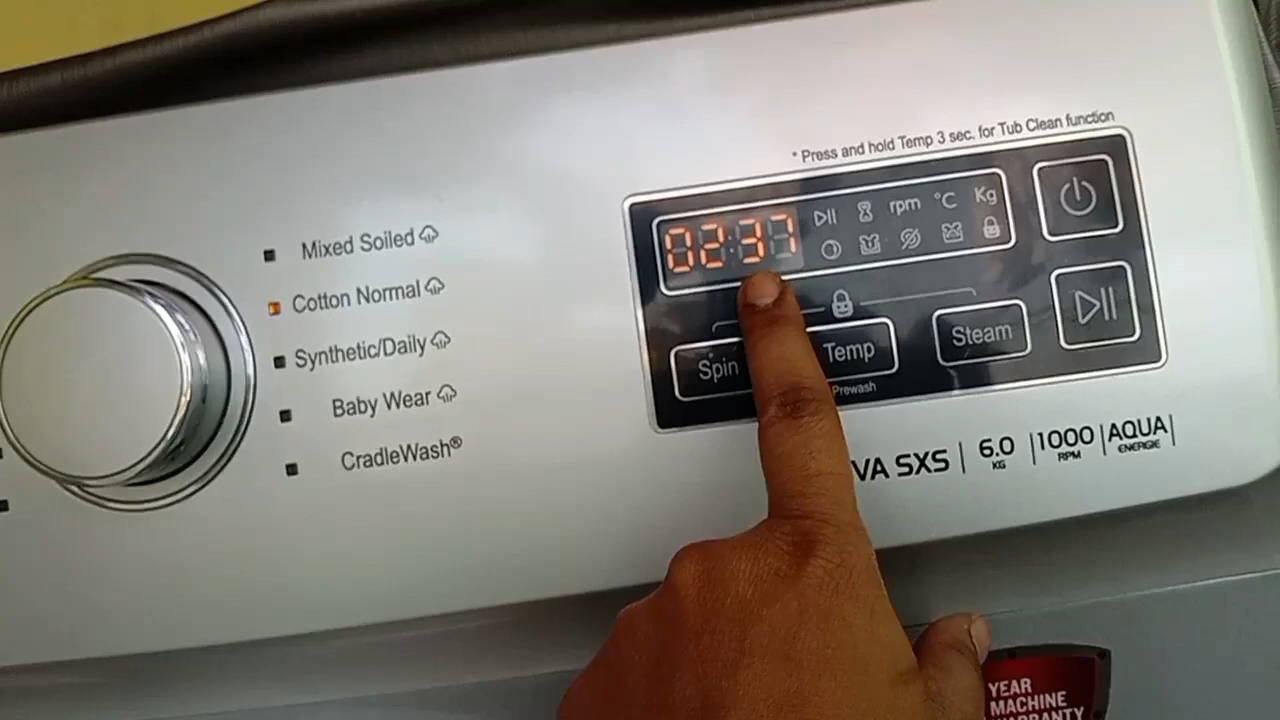 * Press and hold Temp 3 sec. for Tub Clean function
02:37
rpm °C Kg
Mixed Soiled
Cotton Normal
Synthetic/Daily
Baby Wear
CradleWash®
Spin Temp Steam
Prewash
VA SXS | 6.0 KG | 1000 RPM | AQUA ENERGIE |
YEAR
MACHINE
WARRANTY